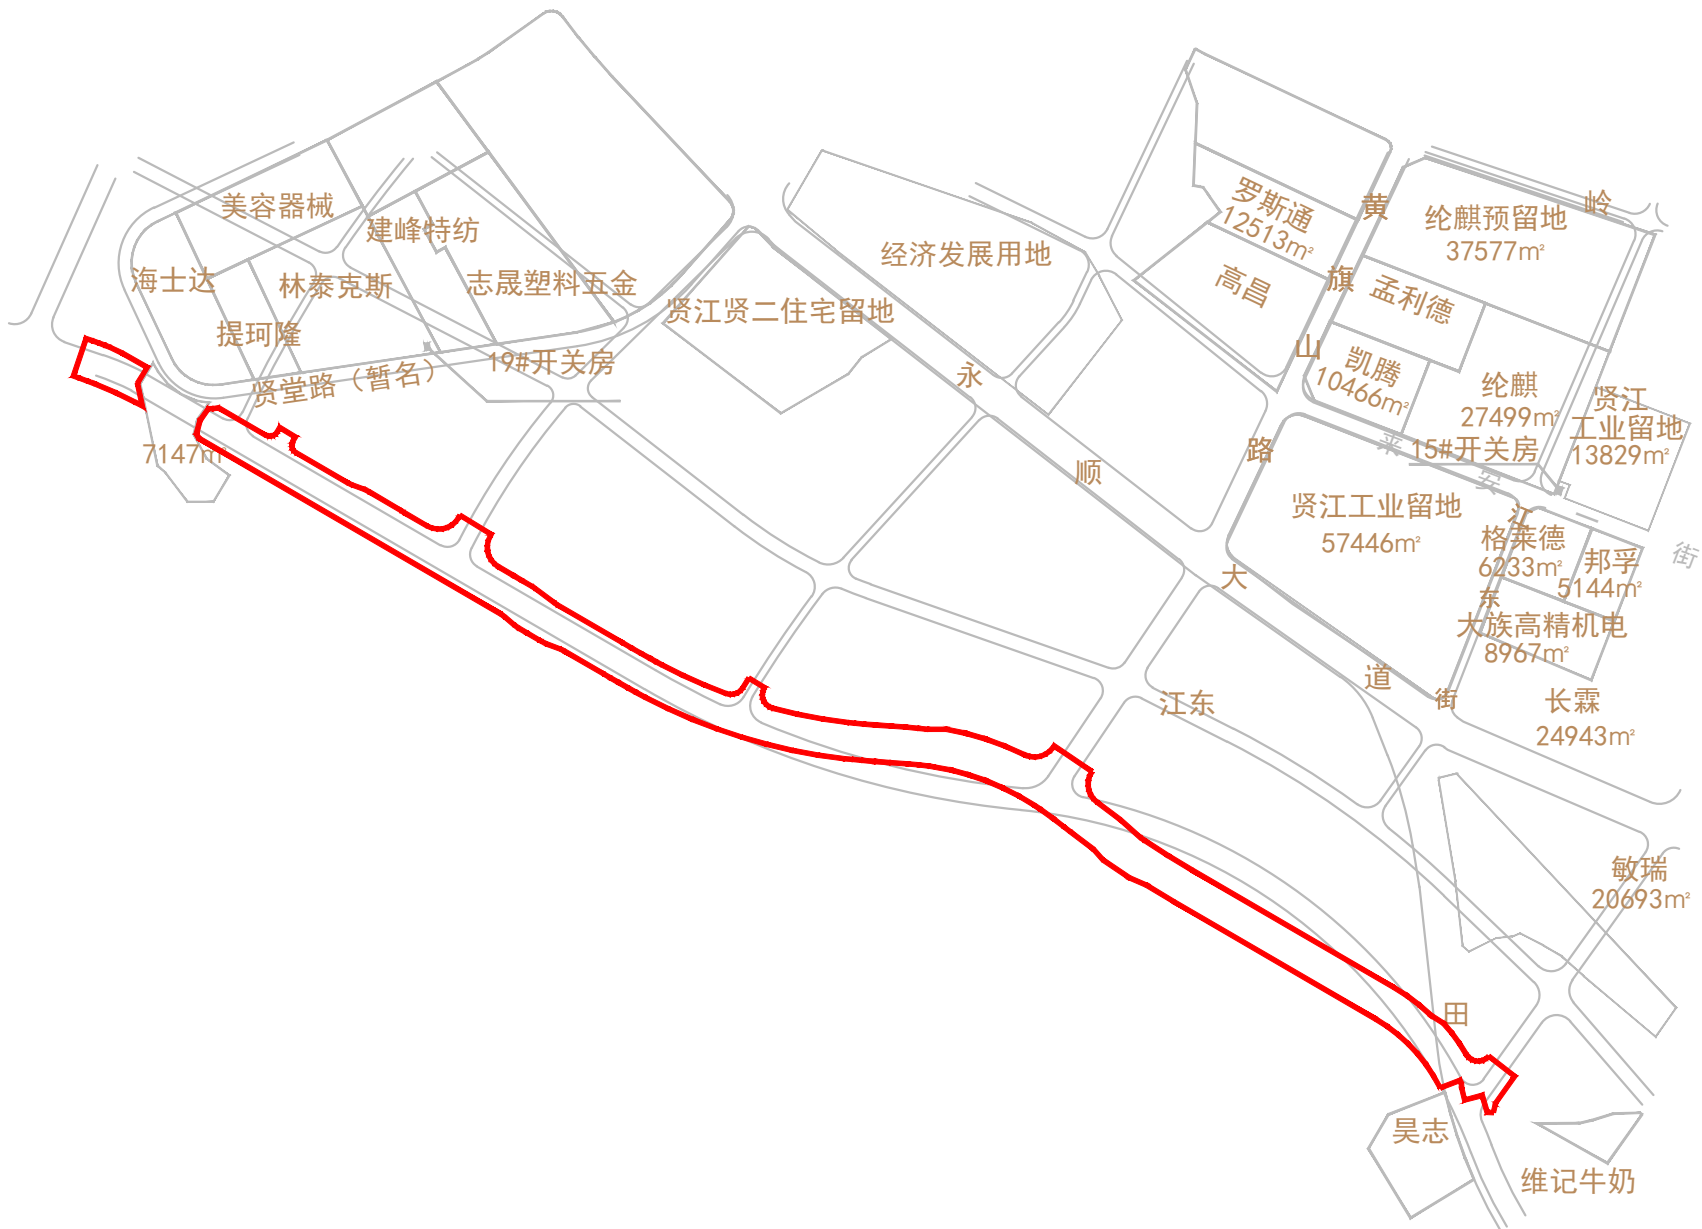 美容器械
建峰特纺
海士达
林泰克斯
志晟塑料五金
提珂隆
19#开关房
贤堂路（暂名）
7147㎡
贤江贤二住宅留地
经济发展用地
罗斯通
12513㎡
高昌
黄
旗
山
路
岭
纶麒预留地
37577㎡
孟利德
凯腾
10466㎡
纶麒
27499㎡
贤江
工业留地
13829㎡
15#开关房
来
安
街
永
顺
大
道
贤江工业留地
57446㎡
江
东
街
格莱德
6233㎡
邦孚
5144㎡
大族高精机电
8967㎡
长霖
24943㎡
江东
敏瑞
20693㎡
田
昊志
维记牛奶